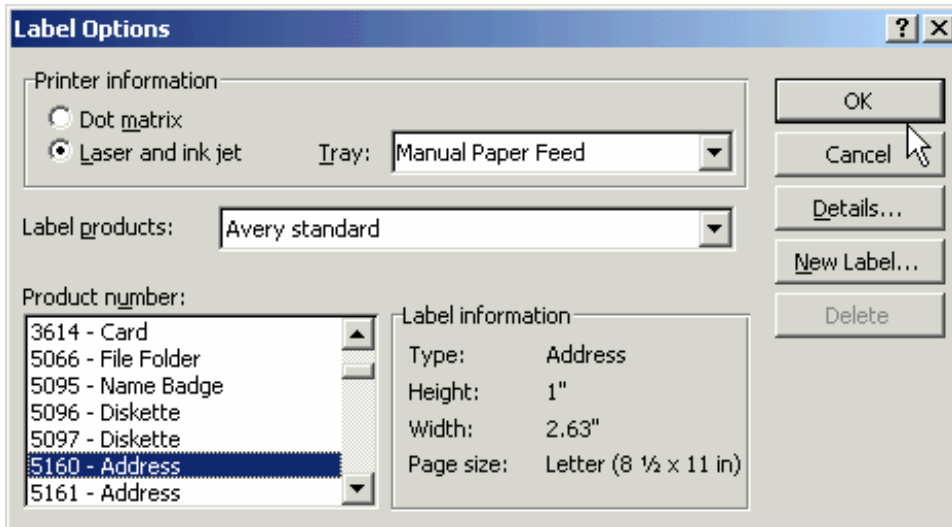 Label Options
Printer information
Dot matrix
Laser and ink jet
Tray:
Manual Paper Feed
Label products:
Avery standard
Product number:
3614 - Card
5066 - File Folder
5095 - Name Badge
5096 - Diskette
5097 - Diskette
5160 - Address
5161 - Address
Label information
Type: Address
Height: 1"
Width: 2.63"
Page size: Letter (8 ½ x 11 in)
OK
Cancel
Details...
New Label...
Delete